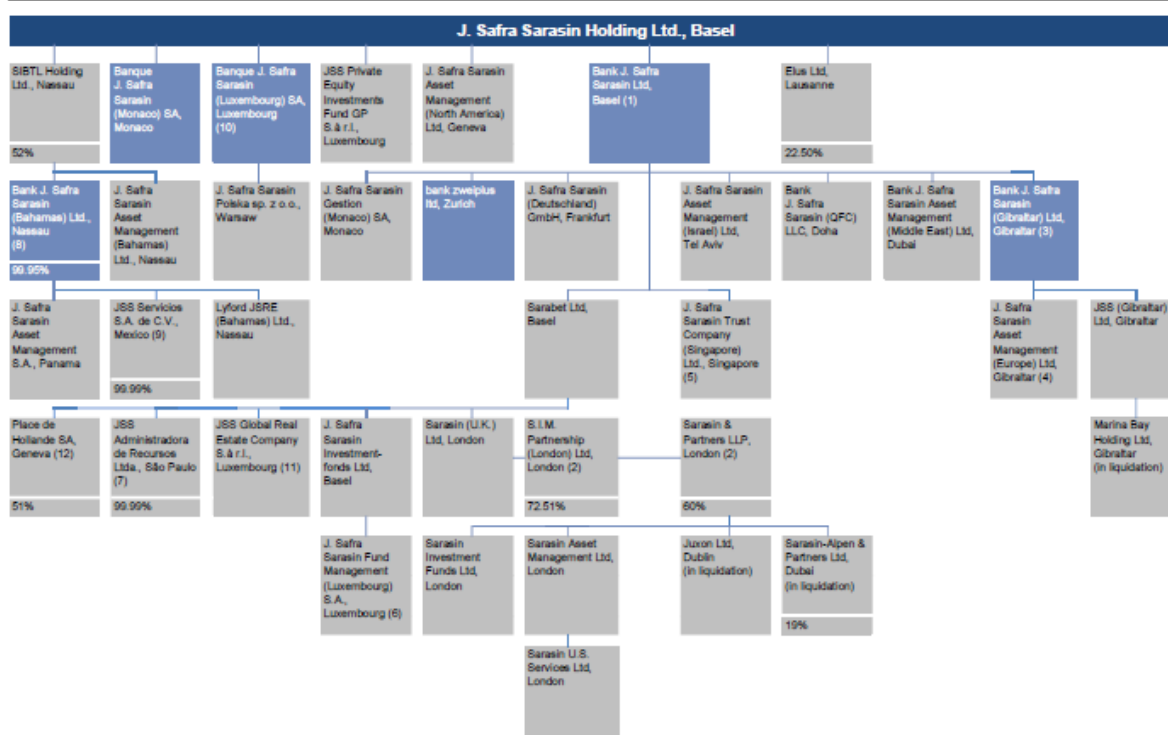 J. Safra Sarasin Holding Ltd., Basel
SIBTL Holding
Ltd., Nassau
52%
Banque
J. Safra
Sarasin
(Monaco) SA,
Monaco
Banque J. Safra
Sarasin
(Luxembourg) SA,
Luxembourg
(10)
JSS Private
Equity
Investments
Fund GP
S.à r.l.,
Luxembourg
J. Safra Sarasin
Asset
Management
(North America)
Ltd, Geneva
Bank J. Safra
Sarasin Ltd,
Basel (1)
Elus Ltd,
Lausanne
22.50%
Bank J. Safra
Sarasin
(Bahamas) Ltd.,
Nassau
(8)
99.95%
J. Safra
Sarasin
Asset
Management
(Bahamas)
Ltd., Nassau
J. Safra Sarasin
Polska sp. z o.o.,
Warsaw
J. Safra Sarasin
Gestion
(Monaco) SA,
Monaco
bank zweiplus
ltd, Zurich
J. Safra Sarasin
(Deutschland)
GmbH, Frankfurt
J. Safra Sarasin
Asset
Management
(Israel) Ltd,
Tel Aviv
Bank
J. Safra
Sarasin (QFC)
LLC, Doha
Bank J. Safra
Sarasin Asset
Management
(Middle East) Ltd,
Dubai
Bank J. Safra
Sarasin
(Gibraltar) Ltd,
Gibraltar (3)
J. Safra
Sarasin
Asset
Management
S.A., Panama
JSS Servicios
S.A. de C.V.,
Mexico (9)
99.99%
Lyford JSRE
(Bahamas) Ltd.,
Nassau
Sarabet Ltd,
Basel
J. Safra
Sarasin Trust
Company
(Singapore)
Ltd., Singapore
(5)
J. Safra
Sarasin
Asset
Management
(Europe) Ltd,
Gibraltar (4)
JSS (Gibraltar)
Ltd, Gibraltar
Place de
Hollande SA,
Geneva (12)
51%
JSS
Administradora
de Recursos
Ltda., São Paulo
(7)
99.99%
JSS Global Real
Estate Company
S.à r.l.,
Luxembourg (11)
J. Safra
Sarasin
Investment-
fonds Ltd,
Basel
Sarasin (U.K.)
Ltd, London
S.I.M.
Partnership
(London) Ltd,
London (2)
72.51%
Sarasin &
Partners LLP,
London (2)
60%
Marina Bay
Holding Ltd,
Gibraltar
(in liquidation)
J. Safra
Sarasin Fund
Management
(Luxembourg)
S.A.,
Luxembourg (6)
Sarasin
Investment
Funds Ltd,
London
Sarasin Asset
Management Ltd,
London
Juxon Ltd,
Dublin
(in liquidation)
Sarasin-Alpen &
Partners Ltd,
Dubai
(in liquidation)
19%
Sarasin U.S.
Services Ltd,
London